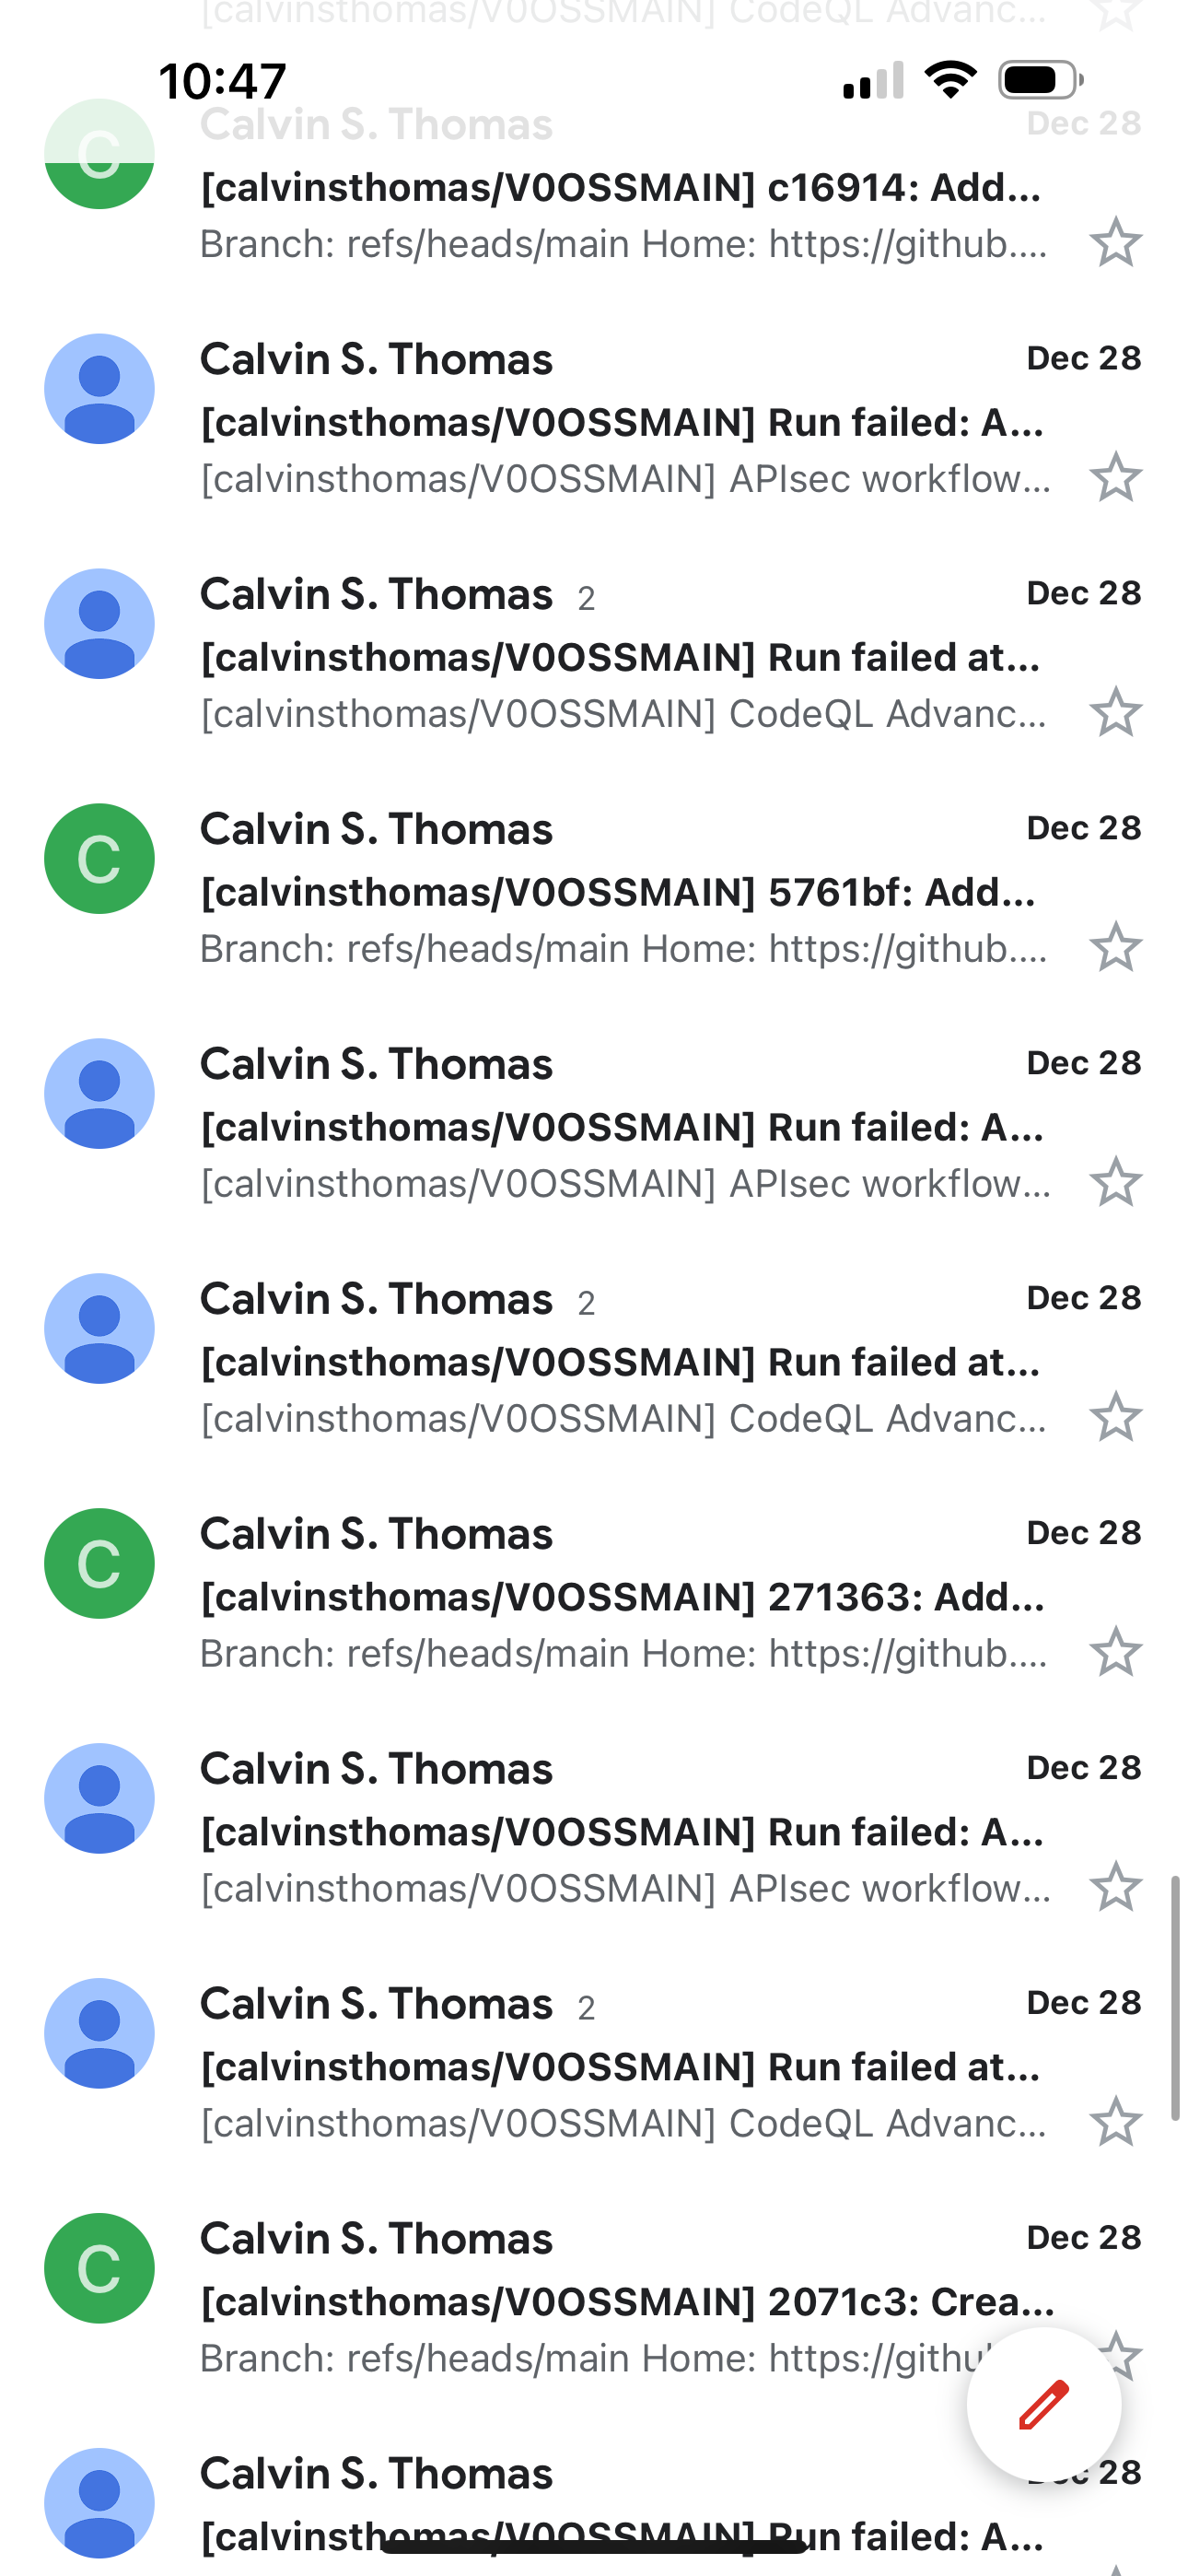 [calvinsthomas/V0OSSMAIN] CodeQL Advanc...
10:47
C
Calvin S. Thomas
Dec 28
[calvinsthomas/V0OSSMAIN] c16914: Add...
Branch: refs/heads/main Home: https://github....
Calvin S. Thomas
Dec 28
[calvinsthomas/V0OSSMAIN] Run failed: A...
[calvinsthomas/V0OSSMAIN] APIsec workflow...
Calvin S. Thomas 2
Dec 28
[calvinsthomas/V0OSSMAIN] Run failed at...
[calvinsthomas/V0OSSMAIN] CodeQL Advanc...
C
Calvin S. Thomas
Dec 28
[calvinsthomas/V0OSSMAIN] 5761bf: Add...
Branch: refs/heads/main Home: https://github....
Calvin S. Thomas
Dec 28
[calvinsthomas/V0OSSMAIN] Run failed: A...
[calvinsthomas/V0OSSMAIN] APIsec workflow...
Calvin S. Thomas 2
Dec 28
[calvinsthomas/V0OSSMAIN] Run failed at...
[calvinsthomas/V0OSSMAIN] CodeQL Advanc...
C
Calvin S. Thomas
Dec 28
[calvinsthomas/V0OSSMAIN] 271363: Add...
Branch: refs/heads/main Home: https://github....
Calvin S. Thomas
Dec 28
[calvinsthomas/V0OSSMAIN] Run failed: A...
[calvinsthomas/V0OSSMAIN] APIsec workflow...
Calvin S. Thomas 2
Dec 28
[calvinsthomas/V0OSSMAIN] Run failed at...
[calvinsthomas/V0OSSMAIN] CodeQL Advanc...
C
Calvin S. Thomas
Dec 28
[calvinsthomas/V0OSSMAIN] 2071c3: Crea...
Branch: refs/heads/main Home: https://githu
Calvin S. Thomas
28
[calvinsthomas/V0OSSMAIN] Run failed: A...